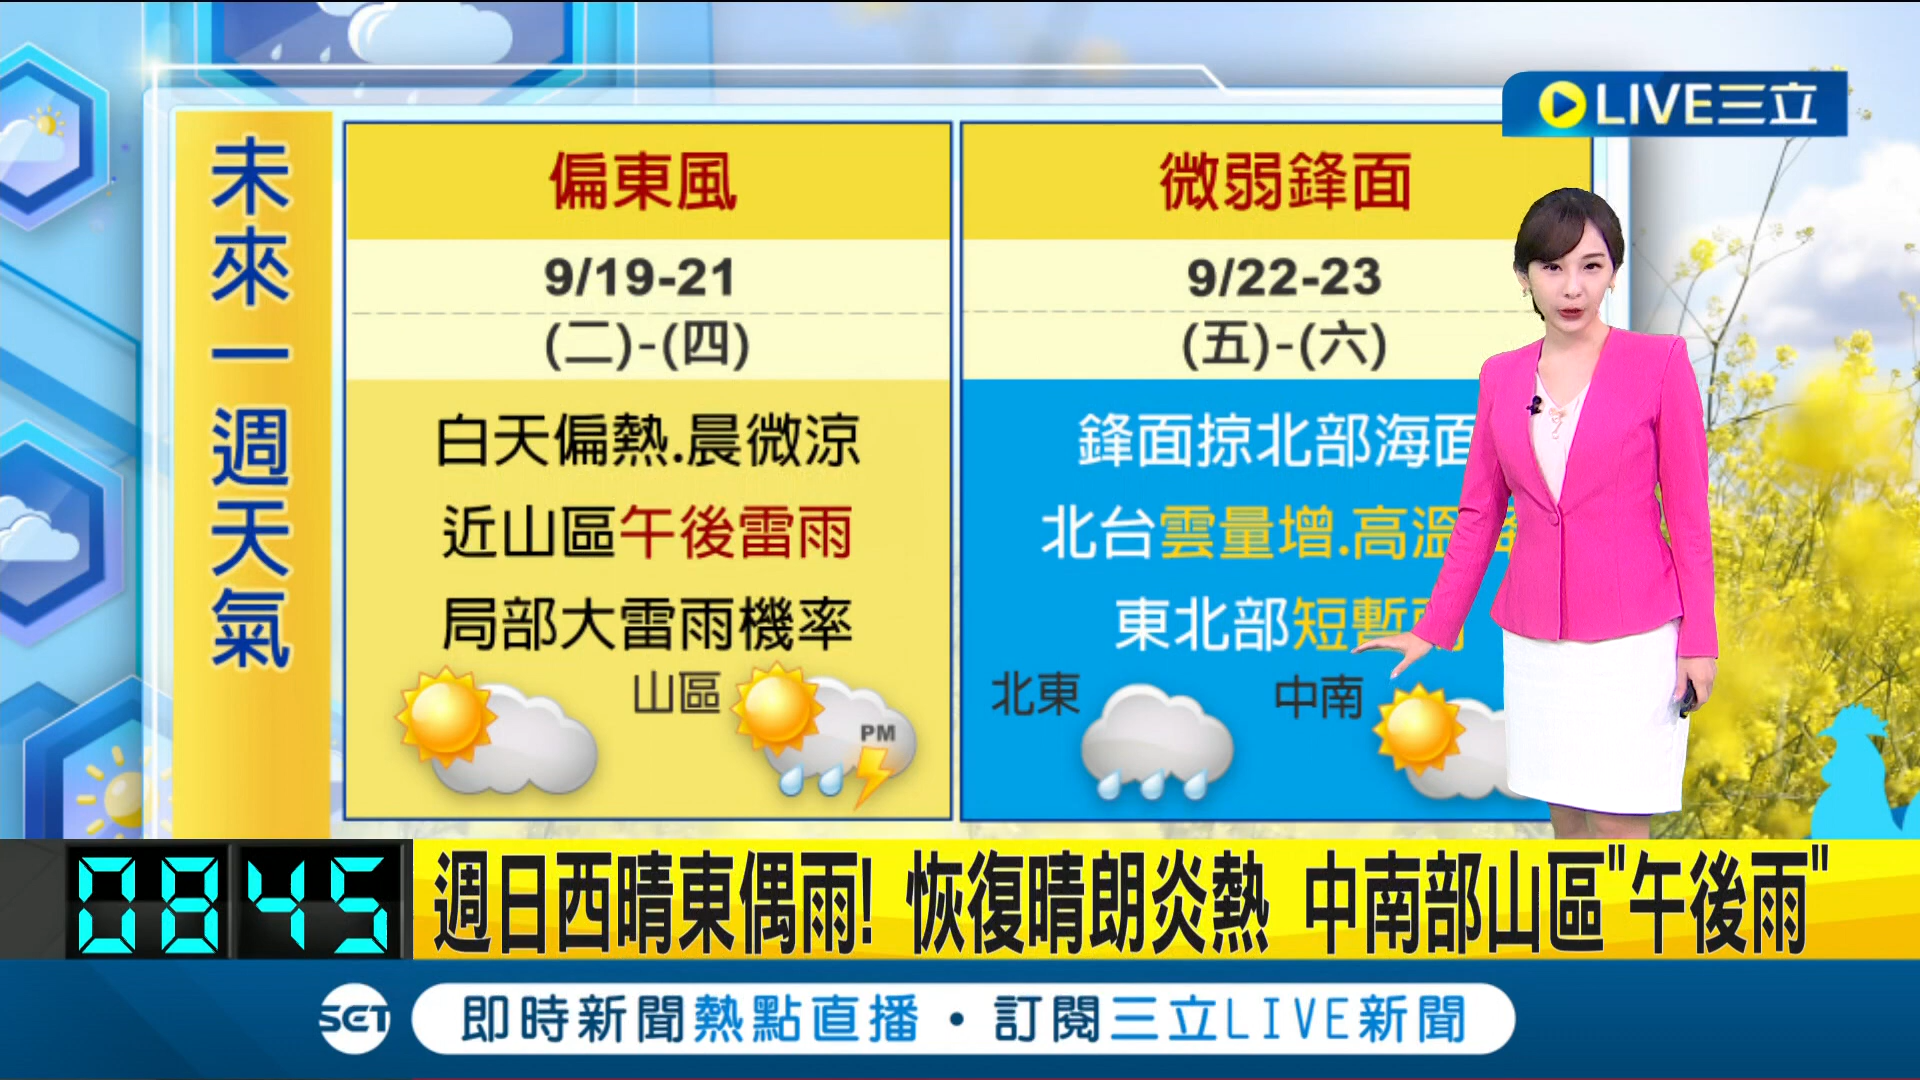 LIVE三立
未來一週天氣
偏東風
9/19-21
(二)-(四)
白天偏熱.晨微涼
近山區午後雷雨
局部大雷雨機率
山區
PM
微弱鋒面
9/22-23
(五)-(六)
鋒面掠北部海面
北台雲量增.高溫
東北部短暫雨
北東
中南
0845
週日西晴東偶雨! 恢復晴朗炎熱 中南部山區"午後雨"
SET
即時新聞熱點直播・訂閱三立LIVE新聞